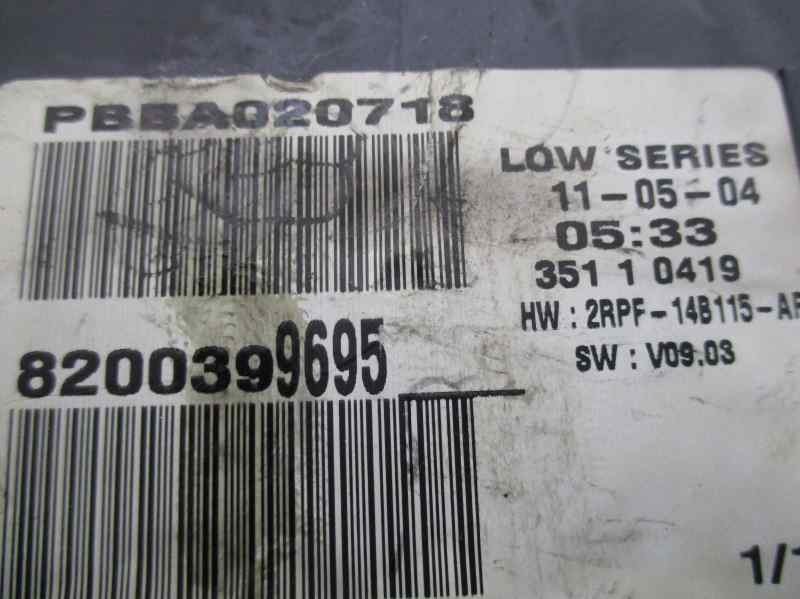 PBBA020718
LOW SERIES
11-05-04
05:33
351 1 0419
HW : 2RPF-14B115-
SW : V09.03
8200399695
1/1